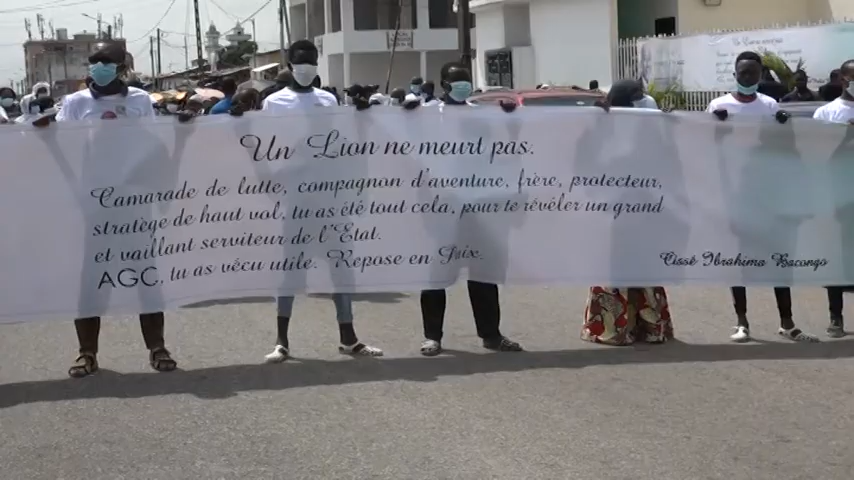 Un Lion ne meurt pas.
Camarade de lutte, compagnon d'aventure, frère, protecteur,
stratège de haut vol, tu as été tout cela, pour te révéler un grand
et vaillant serviteur de l'Etat.
AGC, tu as vécu utile. Repose en Paix.
Cissé Ibrahima Bacongo